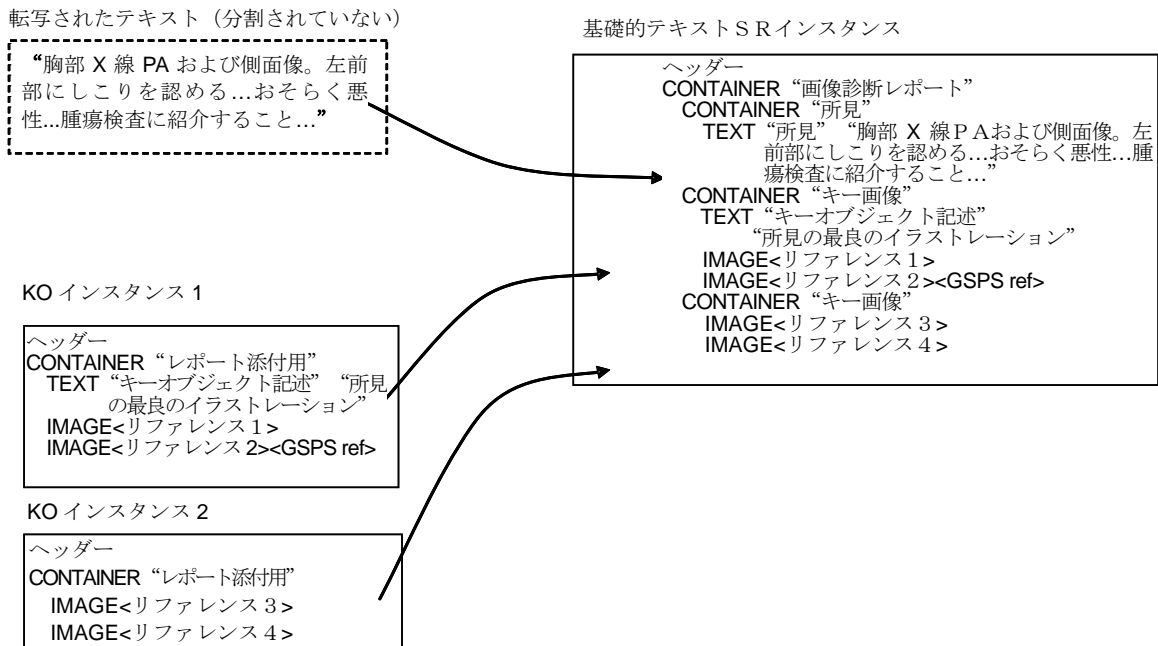 転写されたテキスト（分割されていない）
“胸部 X 線 PA および側面像。左前
部にしこりを認める…おそらく悪
性...腫瘍検査に紹介すること…”
KO インスタンス 1
ヘッダー
CONTAINER “レポート添付用”
TEXT “キーオブジェクト記述” “所見
の最良のイラストレーション”
IMAGE<リファレンス１>
IMAGE<リファレンス 2><GSPS ref>
KO インスタンス 2
ヘッダー
CONTAINER “レポート添付用”
IMAGE<リファレンス３>
IMAGE<リファレンス４>
基礎的テキストＳＲインスタンス
ヘッダー
CONTAINER “画像診断レポート”
CONTAINER “所見”
TEXT “所見” “胸部 X 線ＰＡおよび側面像。左
前部にしこりを認める…おそらく悪性…腫
瘍検査に紹介すること…”
CONTAINER “キー画像”
TEXT “キーオブジェクト記述”
“所見の最良のイラストレーション”
IMAGE<リファレンス１>
IMAGE<リファレンス２><GSPS ref>
CONTAINER “キー画像”
IMAGE<リファレンス３>
IMAGE<リファレンス４>